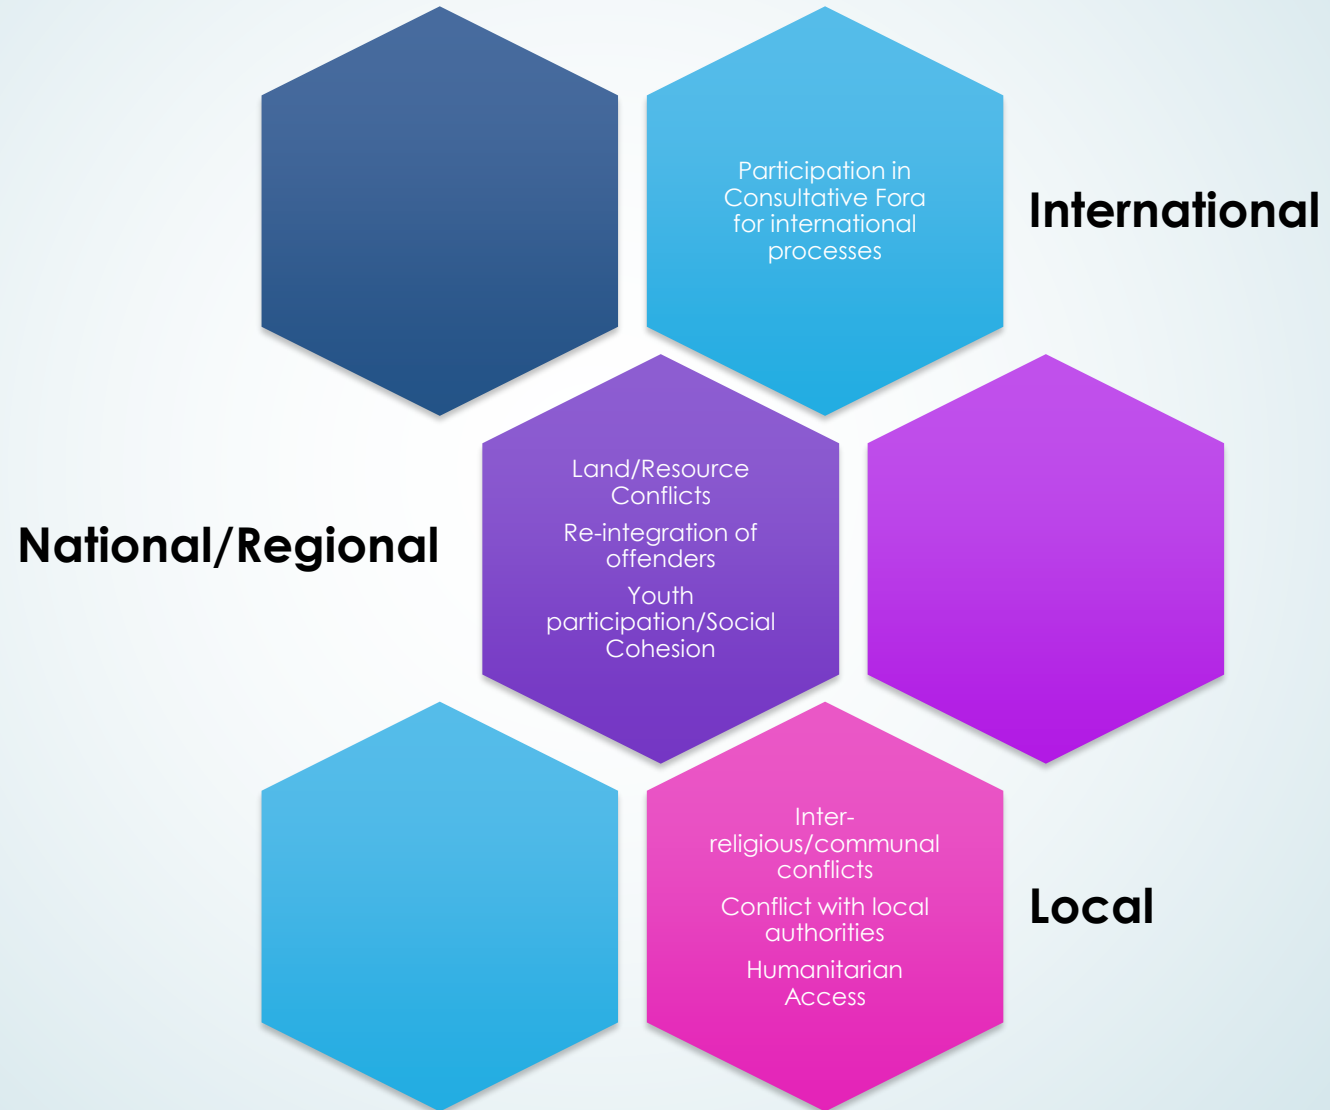 Participation in
Consultative Fora
for international
processes
International
National/Regional
Land/Resource
Conflicts
Re-integration of
offenders
Youth
participation/Social
Cohesion
Inter-
religious/communal
conflicts
Conflict with local
authorities
Humanitarian
Access
Local